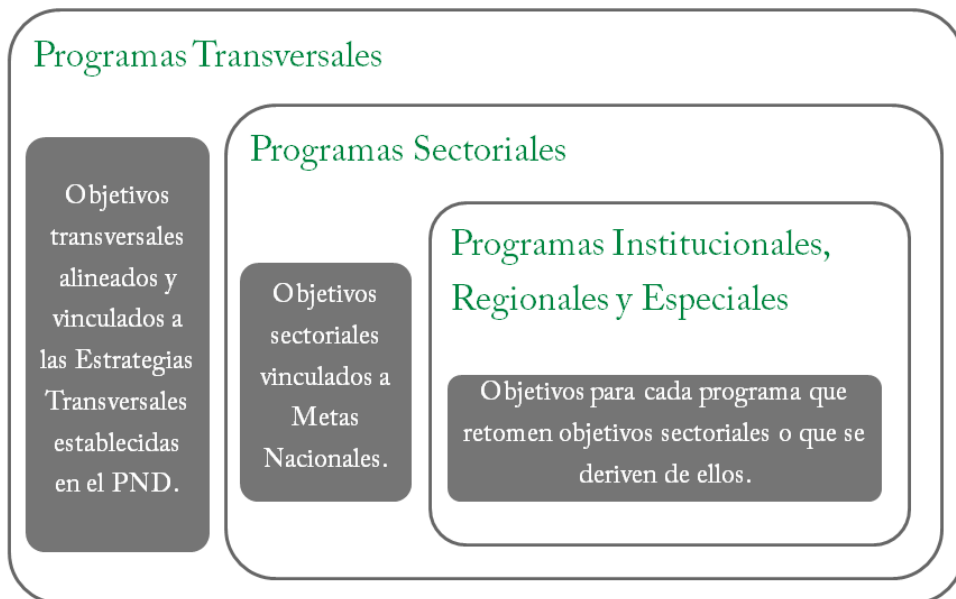 Programas Transversales
Objetivos
transversales
alineados y
vinculados a
las Estrategias
Transversales
establecidas
en el PND.
Programas Sectoriales
Objetivos
sectoriales
vinculados a
Metas
Nacionales.
Programas Institucionales,
Regionales y Especiales
Objetivos para cada programa que
retomen objetivos sectoriales o que se
deriven de ellos.